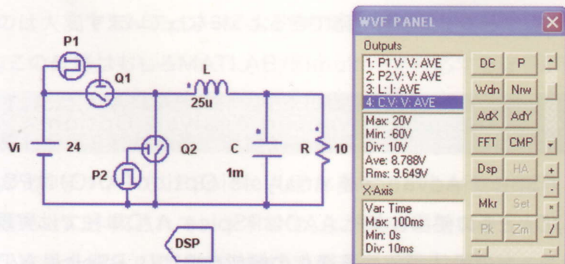 P1
Q1
L
25u
Vi
24
P2
Q2
C
1m
R
10
DSP
WVF PANEL
Outputs
1: P1.V: V: AVE
2: P2.V: V: AVE
3: L: I: AVE
4: C.V: V: AVE
Max: 20V
Min: -60V
Div: 10V
Ave: 8.788V
Rms: 9.649V
X-Axis
Var: Time
Max: 100ms
Min: 0s
Div: 10ms
DC P
Wdn Nrw
AdX AdY
FFT CMP
Dsp HA +
-
Mkr Set ×
Pk Zm /